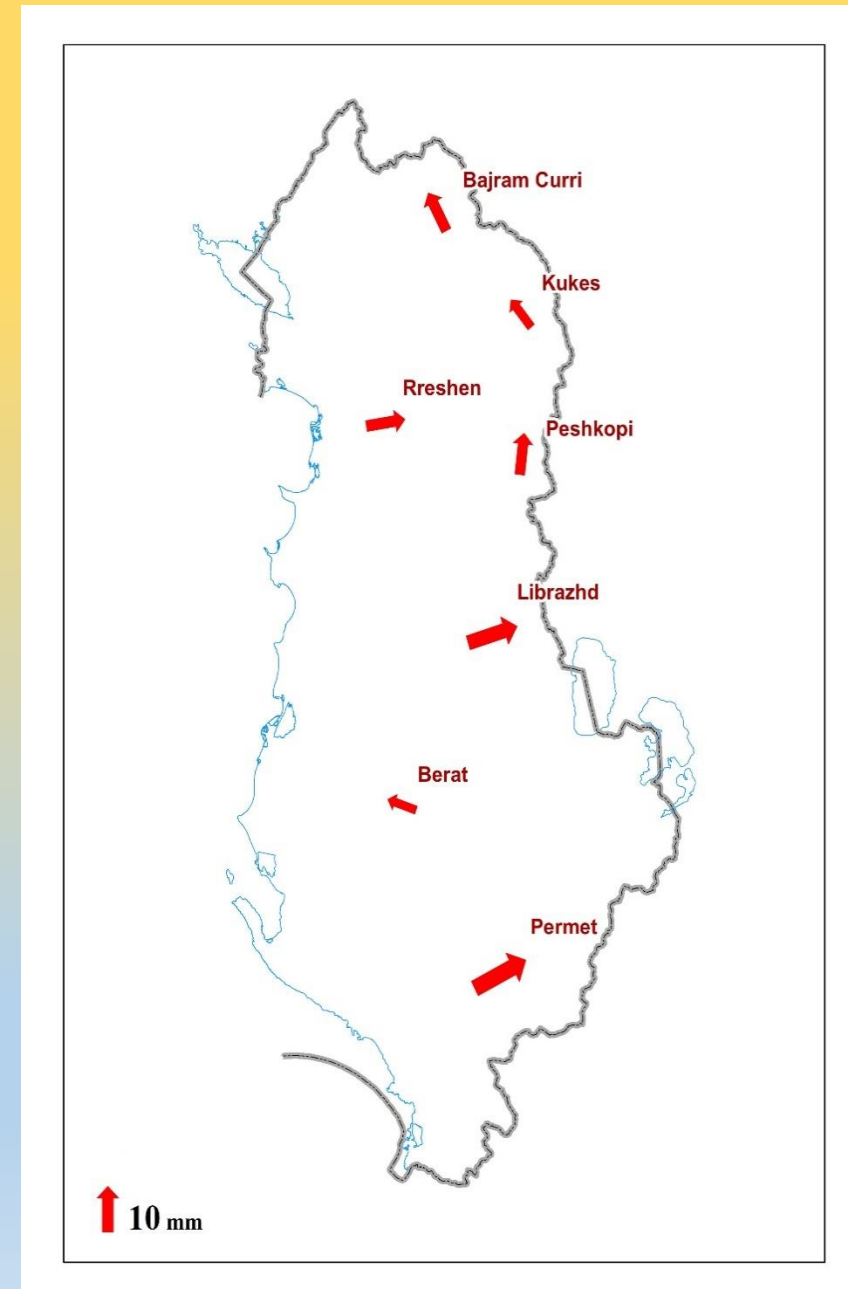 Bajram Curri
Kukes
Rreshen
Peshkopi
Librazhd
Berat
Permet
10 mm